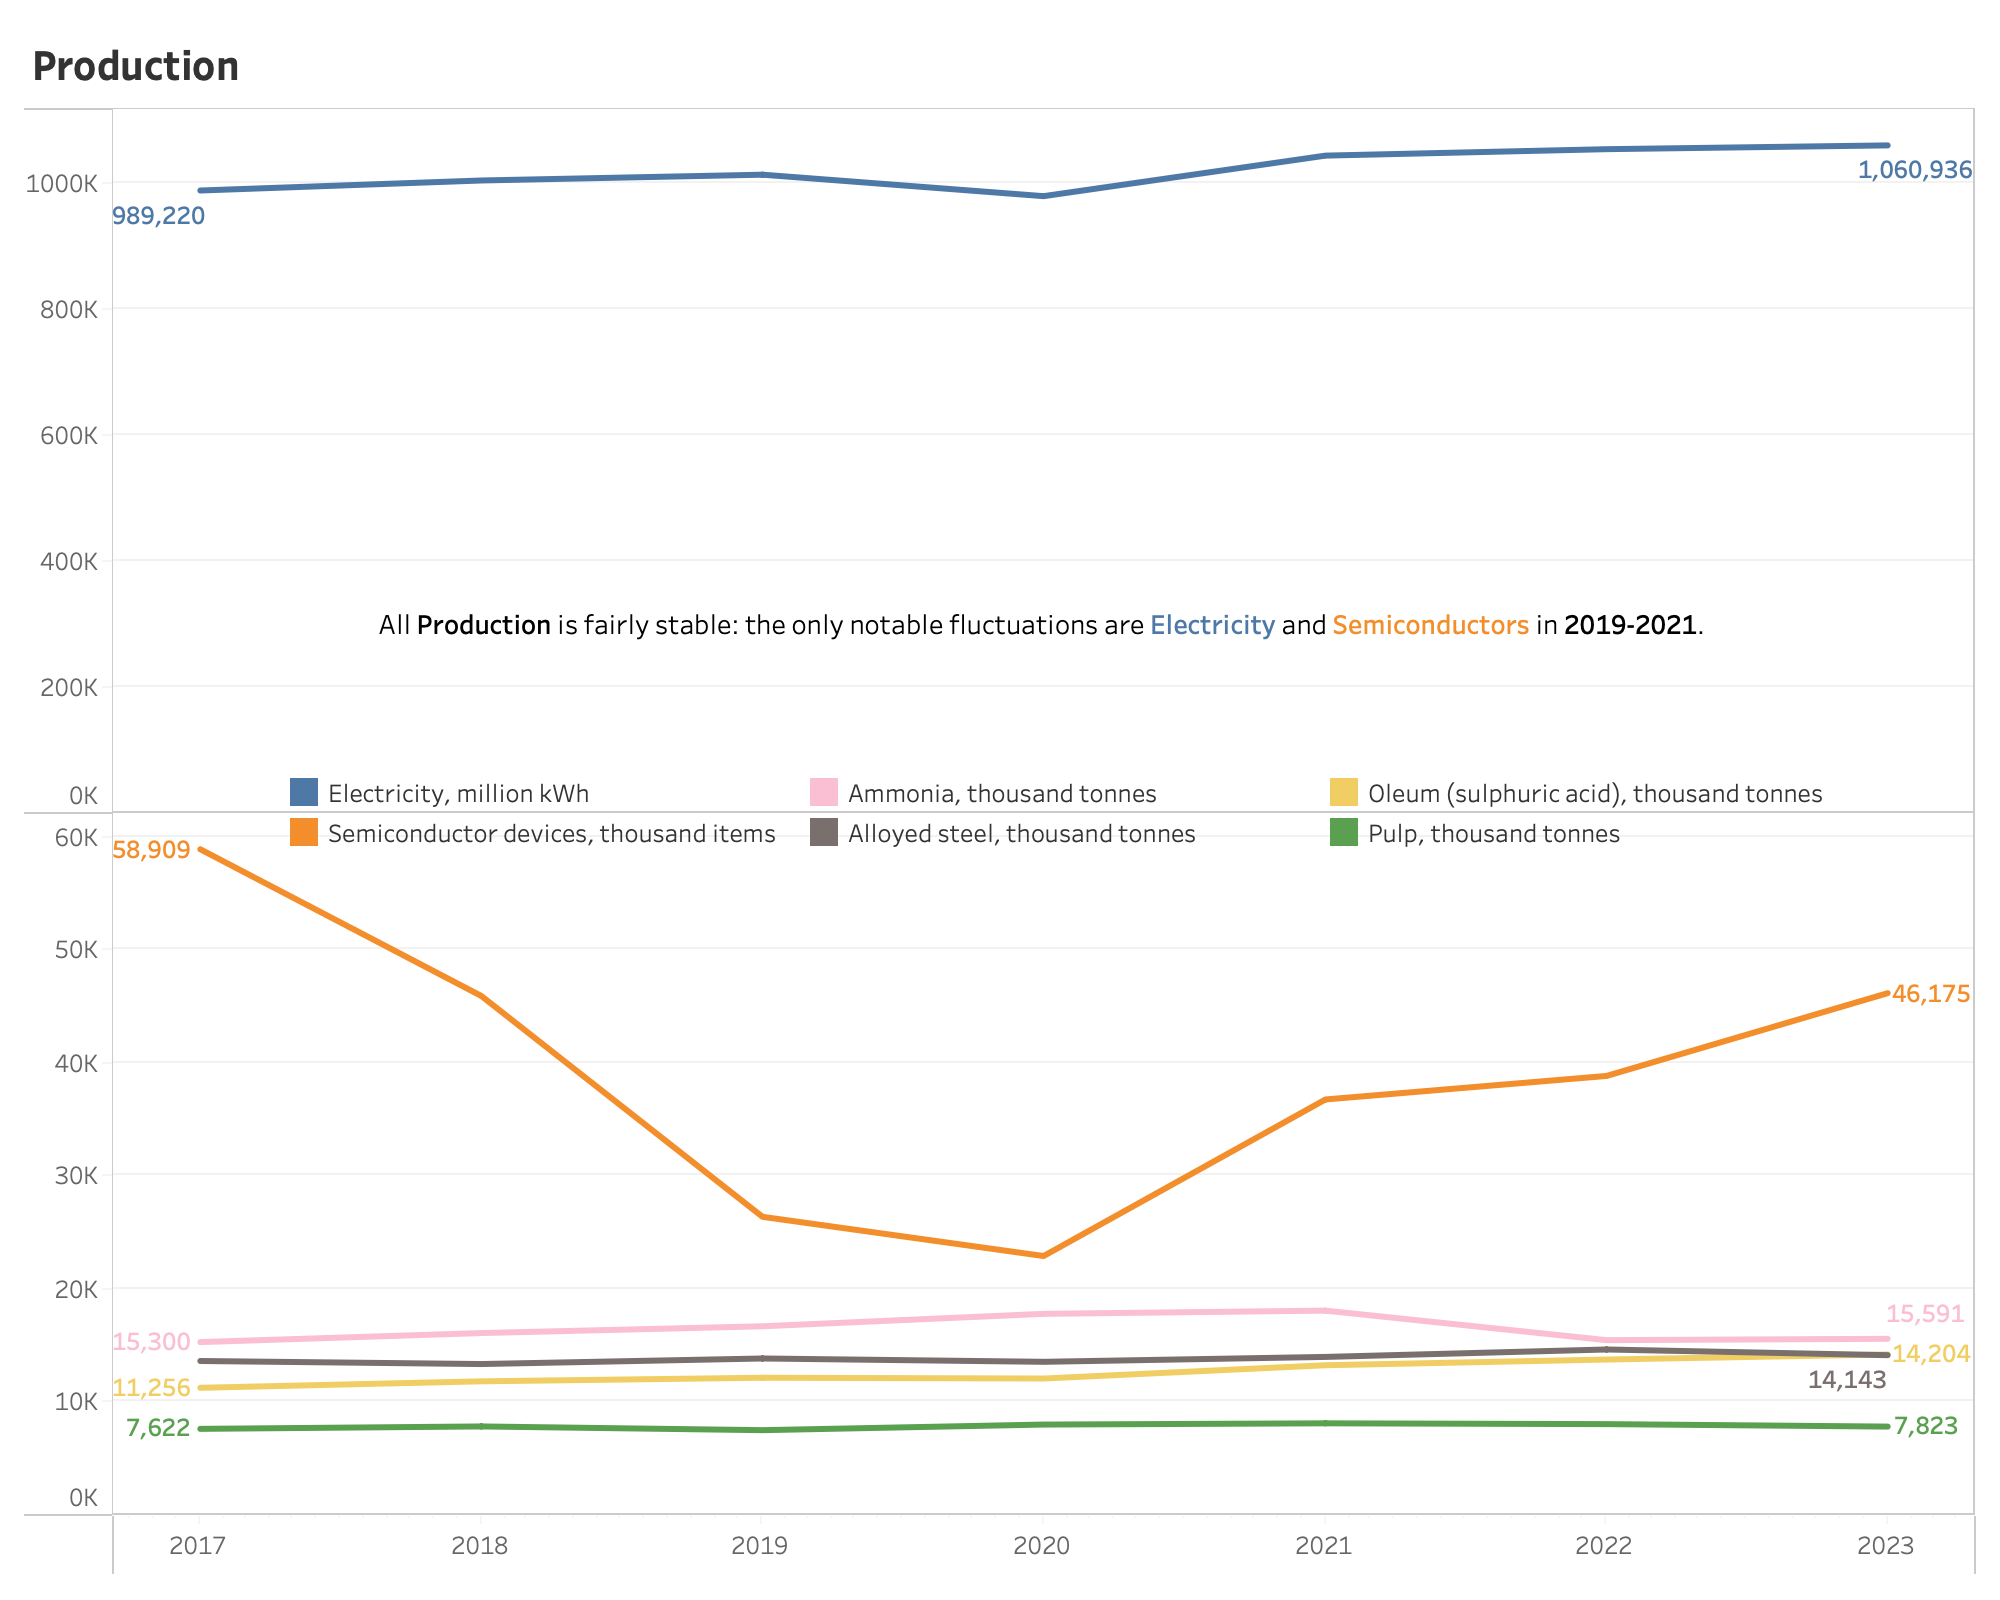 Production
1000K
1,060,936
989,220
800K
600K
400K
All Production is fairly stable: the only notable fluctuations are Electricity and Semiconductors in 2019-2021.
200K
0K
Electricity, million kWh
Ammonia, thousand tonnes
Oleum (sulphuric acid), thousand tonnes
Semiconductor devices, thousand items
Alloyed steel, thousand tonnes
Pulp, thousand tonnes
60K
58,909
50K
46,175
40K
30K
20K
15,300
15,591
14,204
14,143
11,256
10K
7,622
7,823
0K
2017 2018 2019 2020 2021 2022 2023